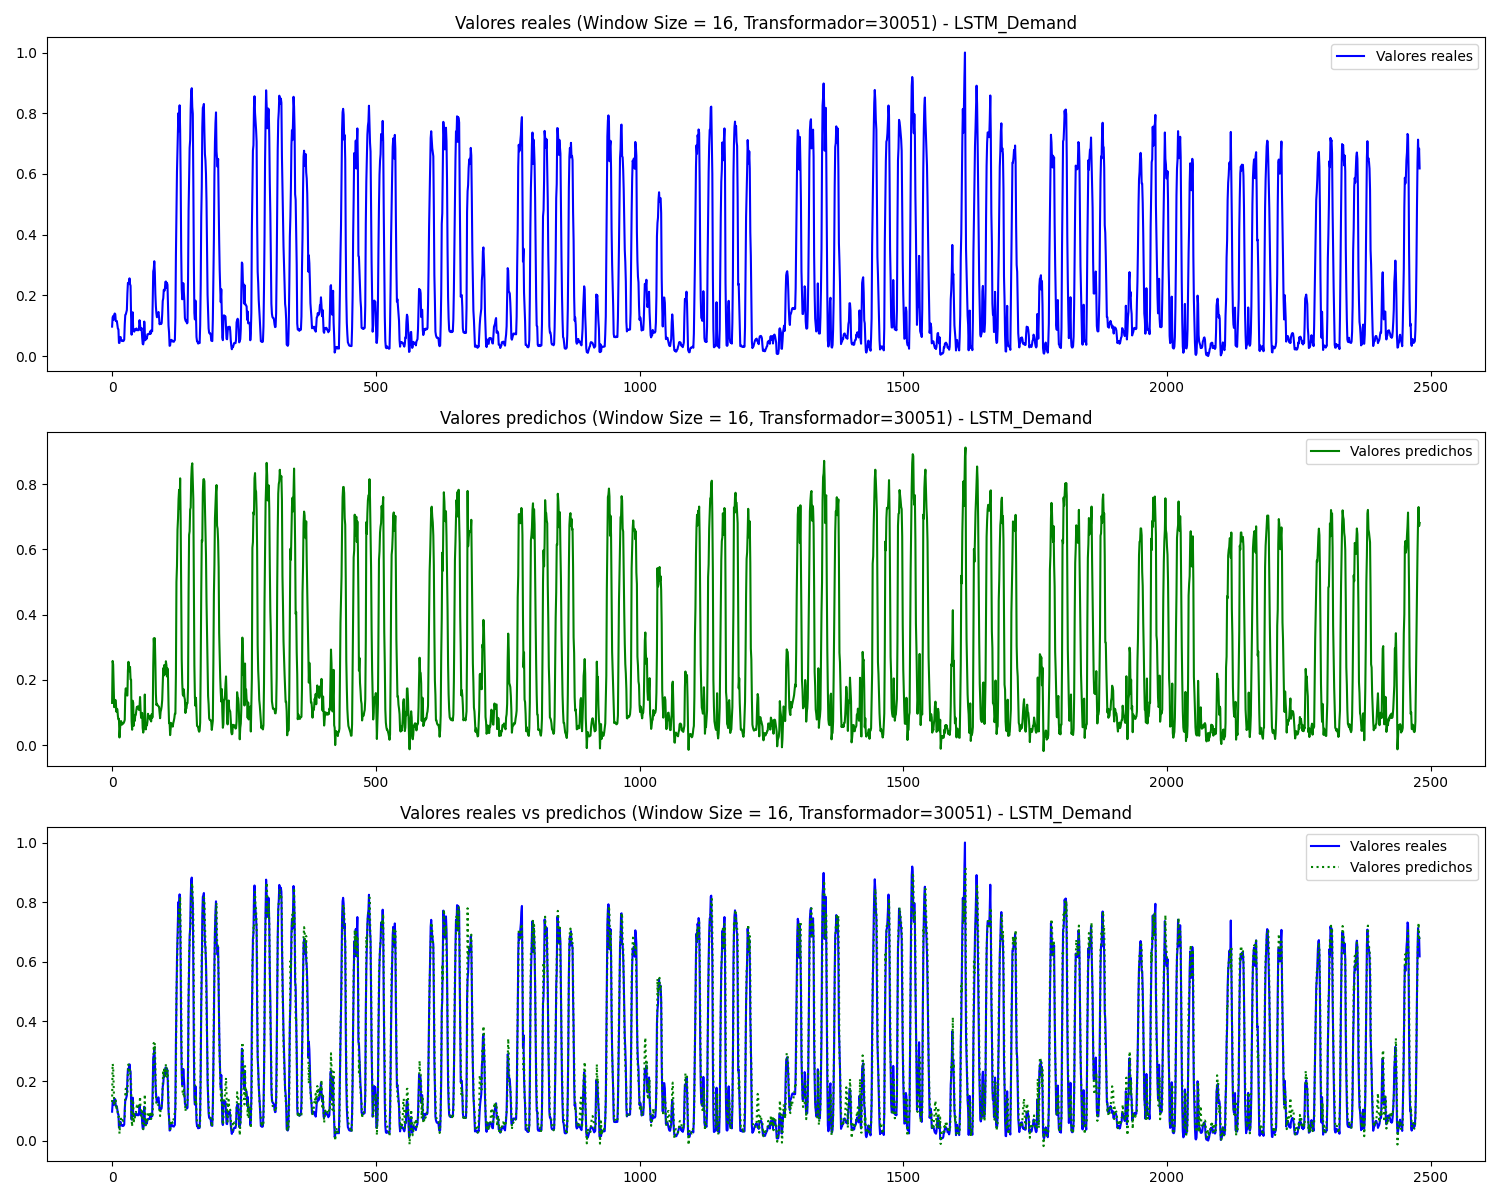 Valores reales (Window Size = 16, Transformador=30051) - LSTM_Demand
1.0
Valores reales
0.8
0.6
0.4
0.2
0.0
0 500 1000 1500 2000 2500
Valores predichos (Window Size = 16, Transformador=30051) - LSTM_Demand
Valores predichos
0.8
0.6
0.4
0.2
0.0
0 500 1000 1500 2000 2500
Valores reales vs predichos (Window Size = 16, Transformador=30051) - LSTM_Demand
1.0
Valores reales
Valores predichos
0.8
0.6
0.4
0.2
0.0
0 500 1000 1500 2000 2500